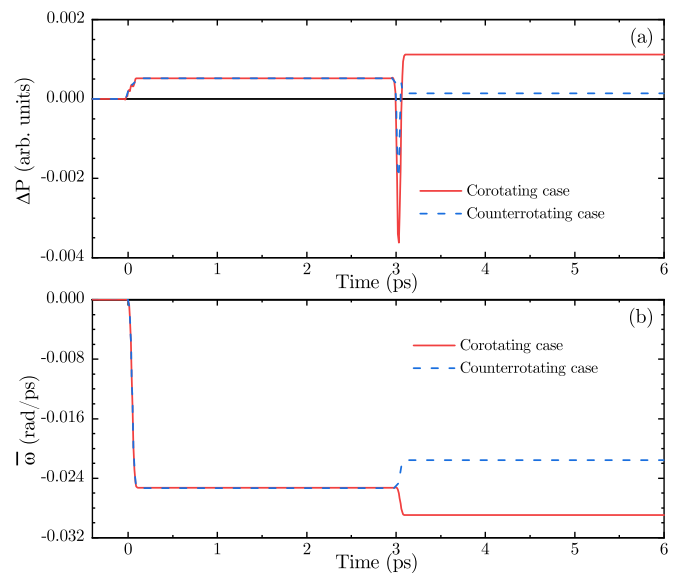 0.002
(a)
0.000
-0.002
-0.004
ΔP (arb. units)
Corotating case
Counterrotating case
0 1 2 3 4 5 6
Time (ps)
0.000
(b)
-0.008
-0.016
-0.024
-0.032
ω̅ (rad/ps)
Corotating case
Counterrotating case
0 1 2 3 4 5 6
Time (ps)